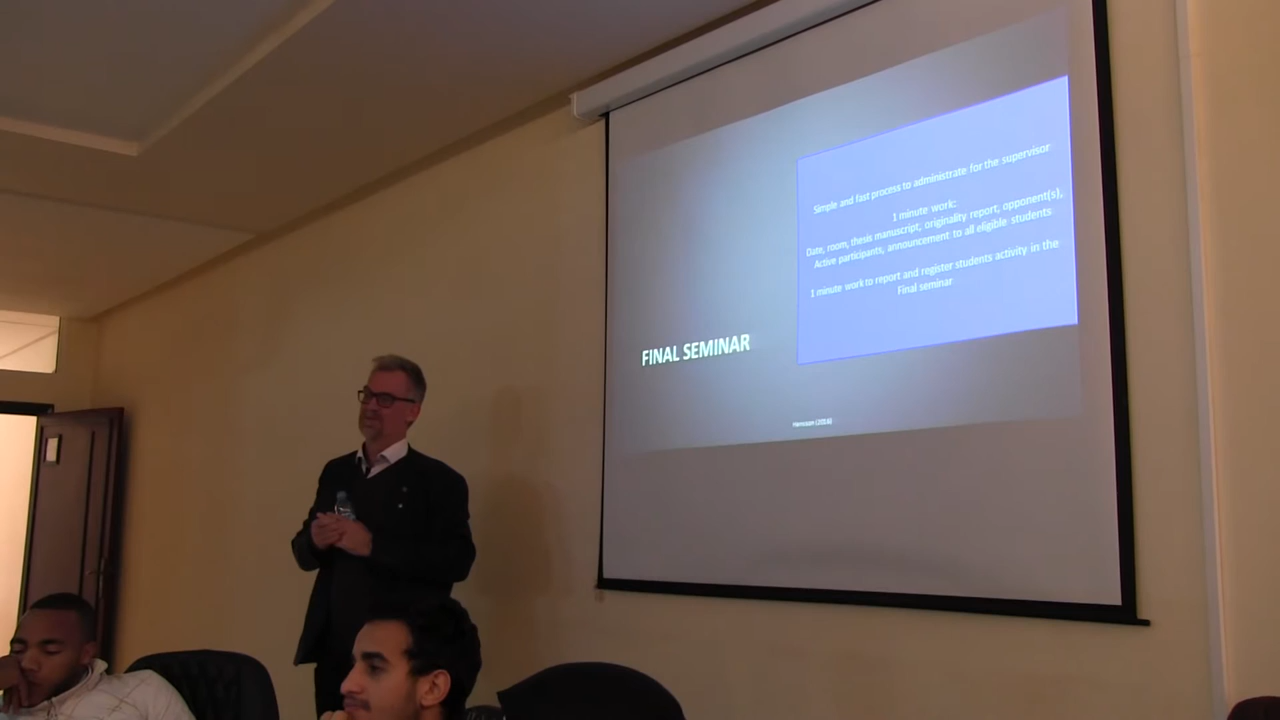 Simple and fast process to administrate for the supervisor
1 minute work:
Date, room, thesis manuscript, originality report, opponent(s),
Active participants, announcement to all eligible students
1 minute work to report and register students activity in the
Final seminar
FINAL SEMINAR
Hansson (2016)